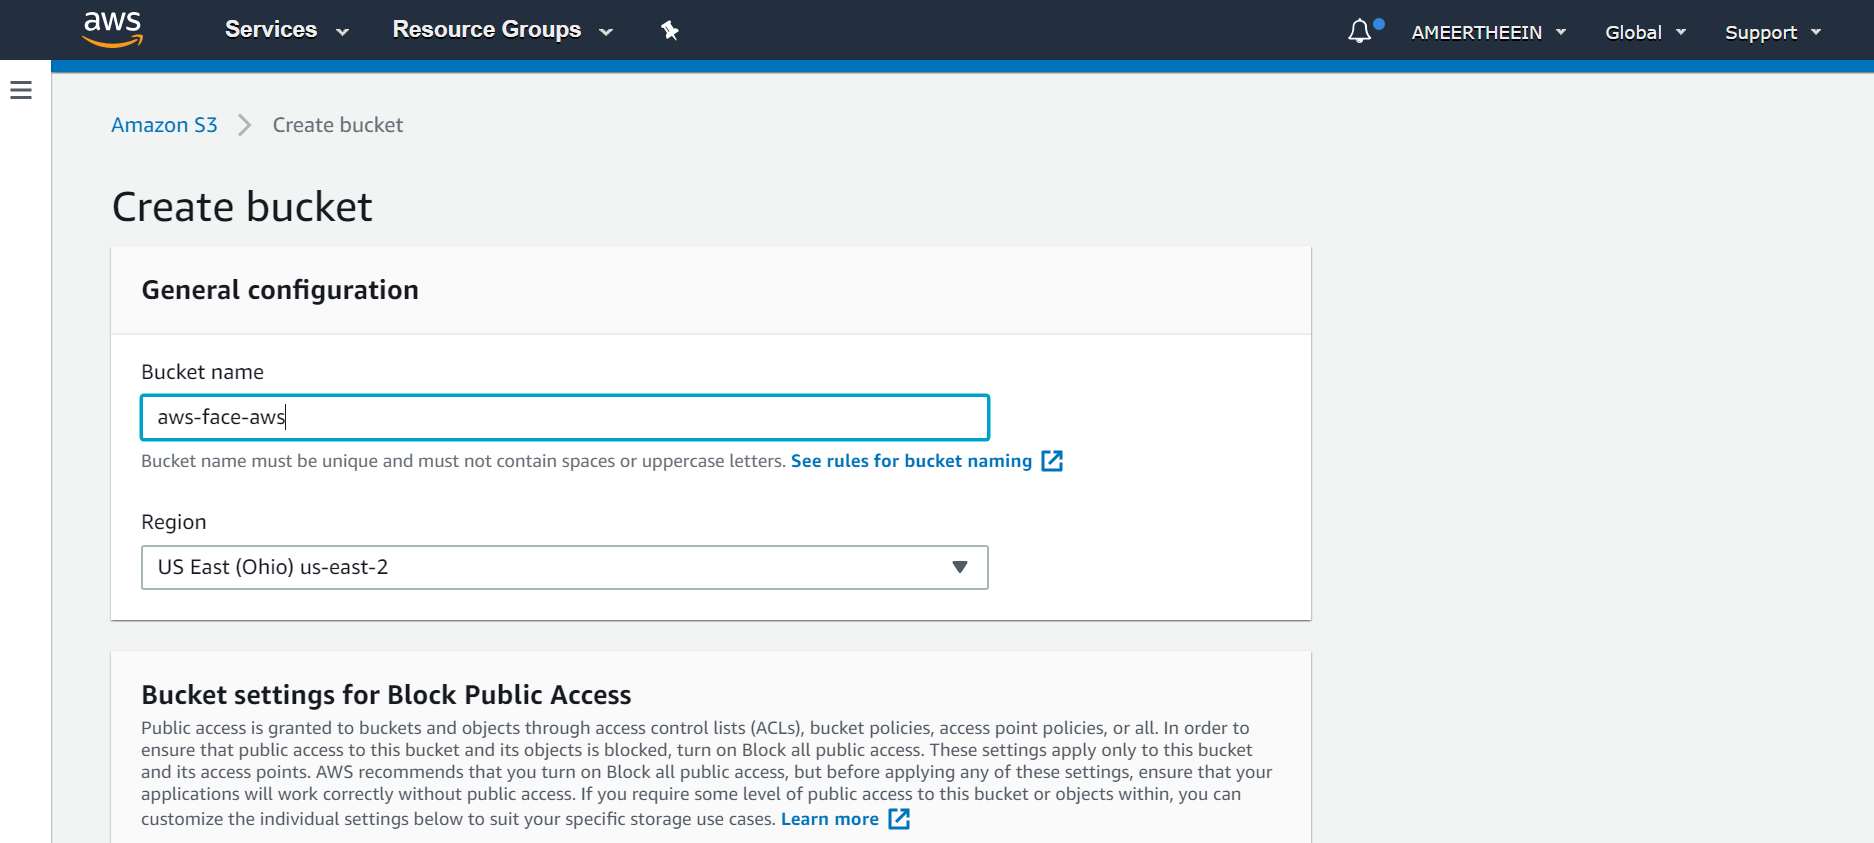 aws Services Resource Groups AMEERTHEEIN Global Support
Amazon S3 Create bucket
Create bucket
General configuration
Bucket name
aws-face-aws
Bucket name must be unique and must not contain spaces or uppercase letters. See rules for bucket naming
Region
US East (Ohio) us-east-2
Bucket settings for Block Public Access
Public access is granted to buckets and objects through access control lists (ACLs), bucket policies, access point policies, or all. In order to
ensure that public access to this bucket and its objects is blocked, turn on Block all public access. These settings apply only to this bucket
and its access points. AWS recommends that you turn on Block all public access, but before applying any of these settings, ensure that your
applications will work correctly without public access. If you require some level of public access to this bucket or objects within, you can
customize the individual settings below to suit your specific storage use cases. Learn more